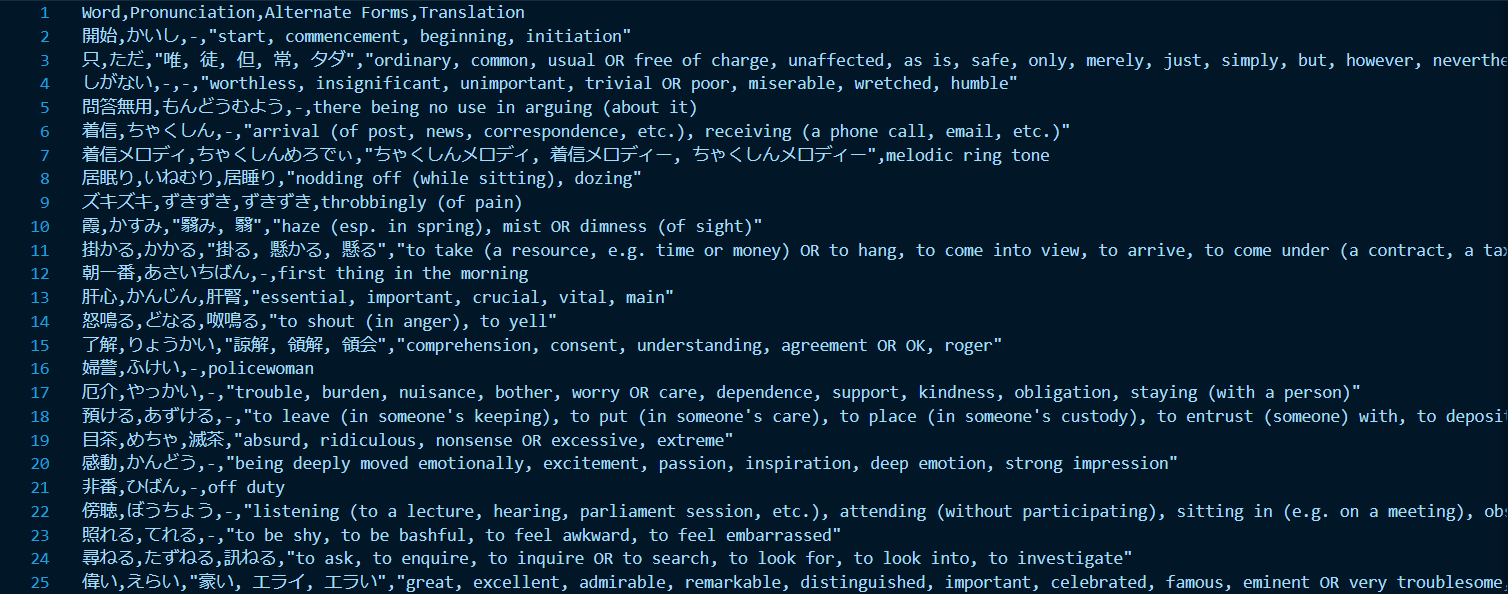 1 Word,Pronunciation,Alternate Forms,Translation
2 開始,かいし,-,"start, commencement, beginning, initiation"
3 只,ただ,"唯, 徒, 但, 常, タダ","ordinary, common, usual OR free of charge, unaffected, as is, safe, only, merely, just, simply, but, however, neverthe
4 しがない,-,-,"worthless, insignificant, unimportant, trivial OR poor, miserable, wretched, humble"
5 問答無用,もんどうむよう,-,there being no use in arguing (about it)
6 着信,ちゃくしん,-,"arrival (of post, news, correspondence, etc.), receiving (a phone call, email, etc.)"
7 着信メロディ,ちゃくしんめろでぃ,"ちゃくしんメロディ, 着信メロディー, ちゃくしんメロディー",melodic ring tone
8 居眠り,いねむり,居睡り,"nodding off (while sitting), dozing"
9 ズキズキ,ずきずき,ずきずき,throbbingly (of pain)
10 霞,かすみ,"翳み, 翳","haze (esp. in spring), mist OR dimness (of sight)"
11 掛かる,かかる,"掛る, 懸かる, 懸る","to take (a resource, e.g. time or money) OR to hang, to come into view, to arrive, to come under (a contract, a tax
12 朝一番,あさいちばん,-,first thing in the morning
13 肝心,かんじん,肝腎,"essential, important, crucial, vital, main"
14 怒鳴る,どなる,呶鳴る,"to shout (in anger), to yell"
15 了解,りょうかい,"諒解, 領解, 領会","comprehension, consent, understanding, agreement OR OK, roger"
16 婦警,ふけい,-,policewoman
17 厄介,やっかい,-,"trouble, burden, nuisance, bother, worry OR care, dependence, support, kindness, obligation, staying (with a person)"
18 預ける,あずける,-,"to leave (in someone's keeping), to put (in someone's care), to place (in someone's custody), to entrust (someone) with, to deposit
19 目茶,めちゃ,滅茶,"absurd, ridiculous, nonsense OR excessive, extreme"
20 感動,かんどう,-,"being deeply moved emotionally, excitement, passion, inspiration, deep emotion, strong impression"
21 非番,ひばん,-,off duty
22 傍聴,ぼうちょう,-,"listening (to a lecture, hearing, parliament session, etc.), attending (without participating), sitting in (e.g. on a meeting), obs
23 照れる,てれる,-,"to be shy, to be bashful, to feel awkward, to feel embarrassed"
24 尋ねる,たずねる,訊ねる,"to ask, to enquire, to inquire OR to search, to look for, to look into, to investigate"
25 偉い,えらい,"豪い, エライ, エラい","great, excellent, admirable, remarkable, distinguished, important, celebrated, famous, eminent OR very troublesome,